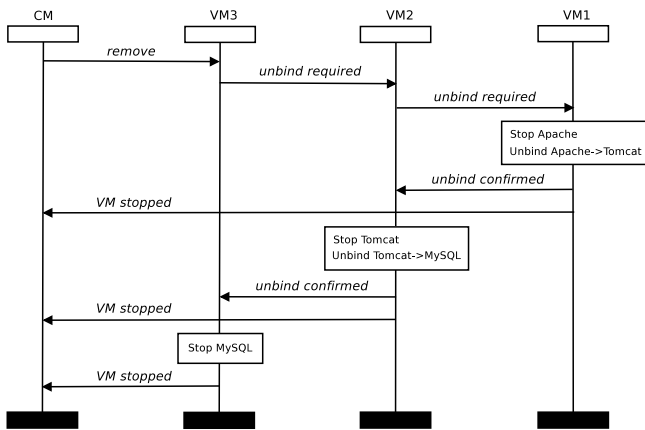 CM
VM3
VM2
VM1
remove
unbind required
unbind required
Stop Apache
Unbind Apache->Tomcat
unbind confirmed
VM stopped
Stop Tomcat
Unbind Tomcat->MySQL
unbind confirmed
VM stopped
Stop MySQL
VM stopped